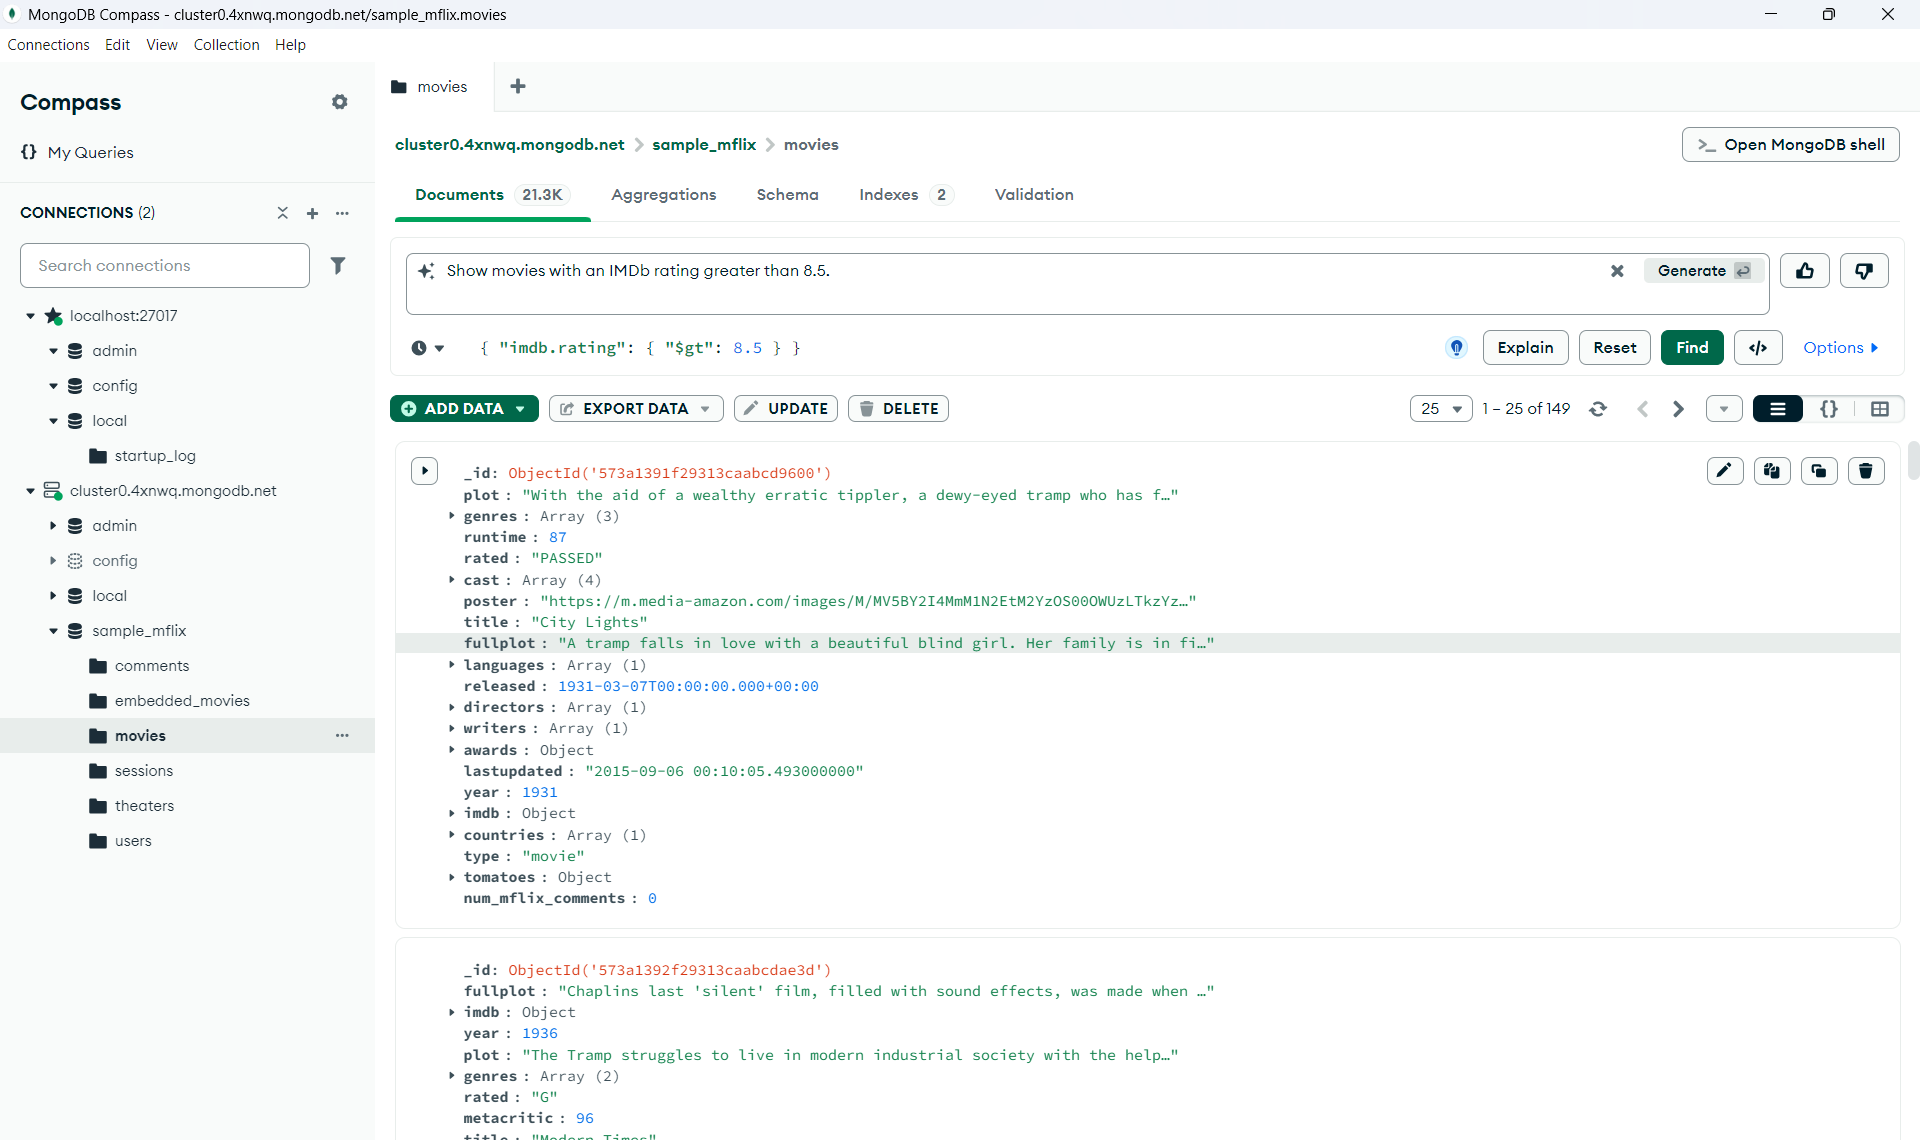 MongoDB Compass - cluster0.4xnwq.mongodb.net/sample_mflix.movies
Connections Edit View Collection Help
Compass
My Queries
CONNECTIONS (2)
Search connections
localhost:27017
admin
config
local
startup_log
cluster0.4xnwq.mongodb.net
admin
config
local
sample_mflix
comments
embedded_movies
movies
sessions
theaters
users
movies
cluster0.4xnwq.mongodb.net sample_mflix movies
>_ Open MongoDB shell
Documents 21.3K Aggregations Schema Indexes 2 Validation
Show movies with an IMDb rating greater than 8.5.
Generate
{ "imdb.rating": { "$gt": 8.5 } }
Explain Reset Find </> Options
ADD DATA EXPORT DATA UPDATE DELETE
25 1 – 25 of 149 {}
_id: ObjectId('573a1391f29313caabcd9600')
plot : "With the aid of a wealthy erratic tippler, a dewy-eyed tramp who has f…"
genres : Array (3)
runtime : 87
rated : "PASSED"
cast : Array (4)
poster : "https://m.media-amazon.com/images/M/MV5BY2I4MmM1N2EtM2YzOS00OWUzLTkzYz…"
title : "City Lights"
fullplot : "A tramp falls in love with a beautiful blind girl. Her family is in fi…"
languages : Array (1)
released : 1931-03-07T00:00:00.000+00:00
directors : Array (1)
writers : Array (1)
awards : Object
lastupdated : "2015-09-06 00:10:05.493000000"
year : 1931
imdb : Object
countries : Array (1)
type : "movie"
tomatoes : Object
num_mflix_comments : 0
_id: ObjectId('573a1392f29313caabcdae3d')
fullplot : "Chaplins last 'silent' film, filled with sound effects, was made when …"
imdb : Object
year : 1936
plot : "The Tramp struggles to live in modern industrial society with the help…"
genres : Array (2)
rated : "G"
metacritic : 96
title : "Modern Times"